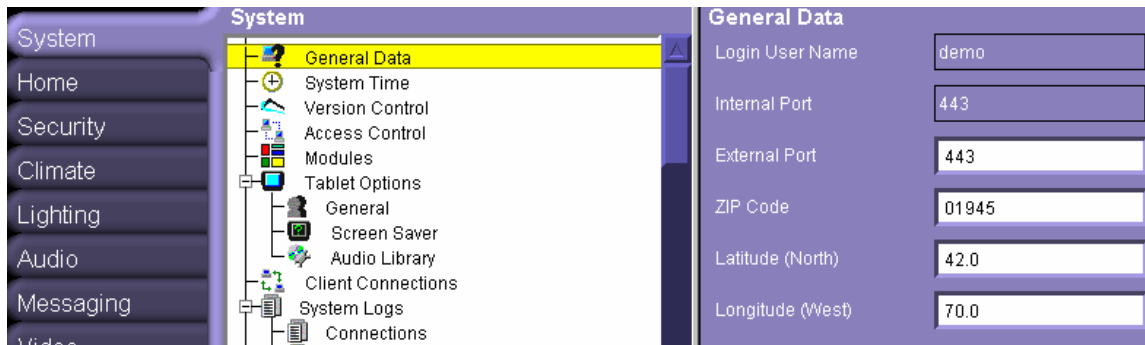 System
Home
Security
Climate
Lighting
Audio
Messaging
Video
System
General Data
System Time
Version Control
Access Control
Modules
Tablet Options
General
Screen Saver
Audio Library
Client Connections
System Logs
Connections
General Data
Login User Name demo
Internal Port 443
External Port 443
ZIP Code 01945
Latitude (North) 42.0
Longitude (West) 70.0